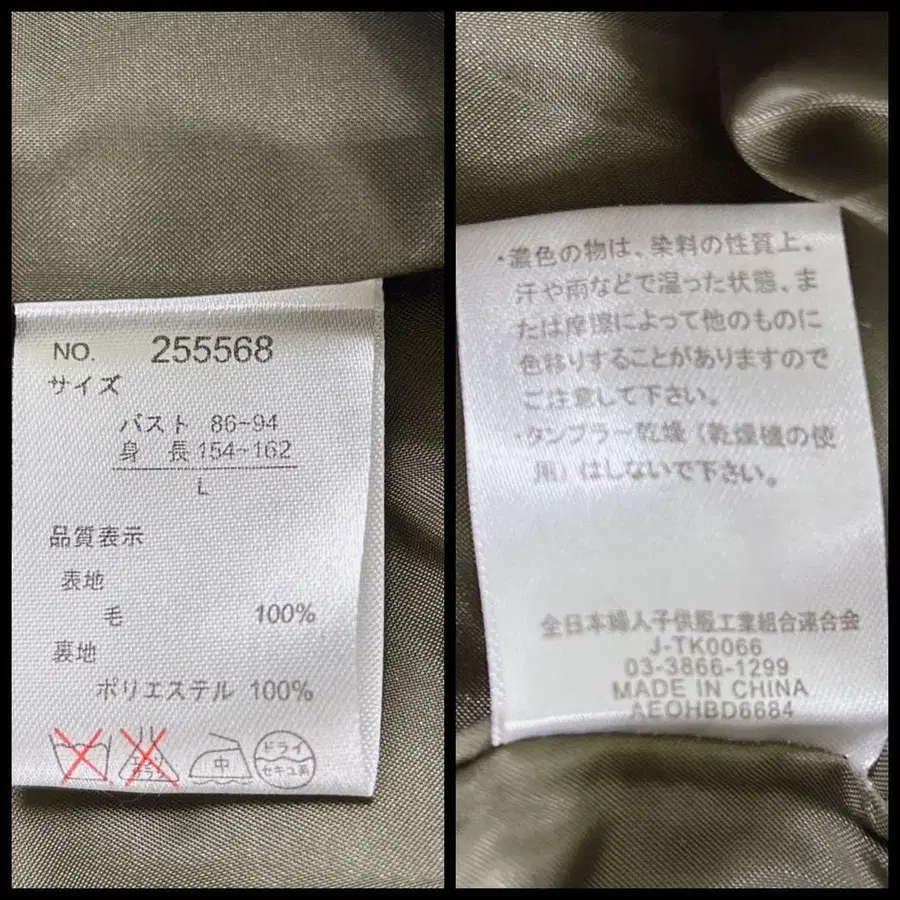 NO. 255568
サイズ
バスト 86~94
身長 154~162
L
品質表示
表地
毛 100%
裏地
ポリエステル 100%
エンソ
サラシ
中
ドライ
セキユ系
・濃色の物は、染料の性質上、
汗や雨などで湿った状態、ま
たは摩擦によって他のものに
色移りすることがありますので
ご注意して下さい。
・タンブラー乾燥(乾燥機の使
用)はしないで下さい。
全日本婦人子供服工業組合連合会
J-TK0066
03-3866-1299
MADE IN CHINA
AEOHBD6684